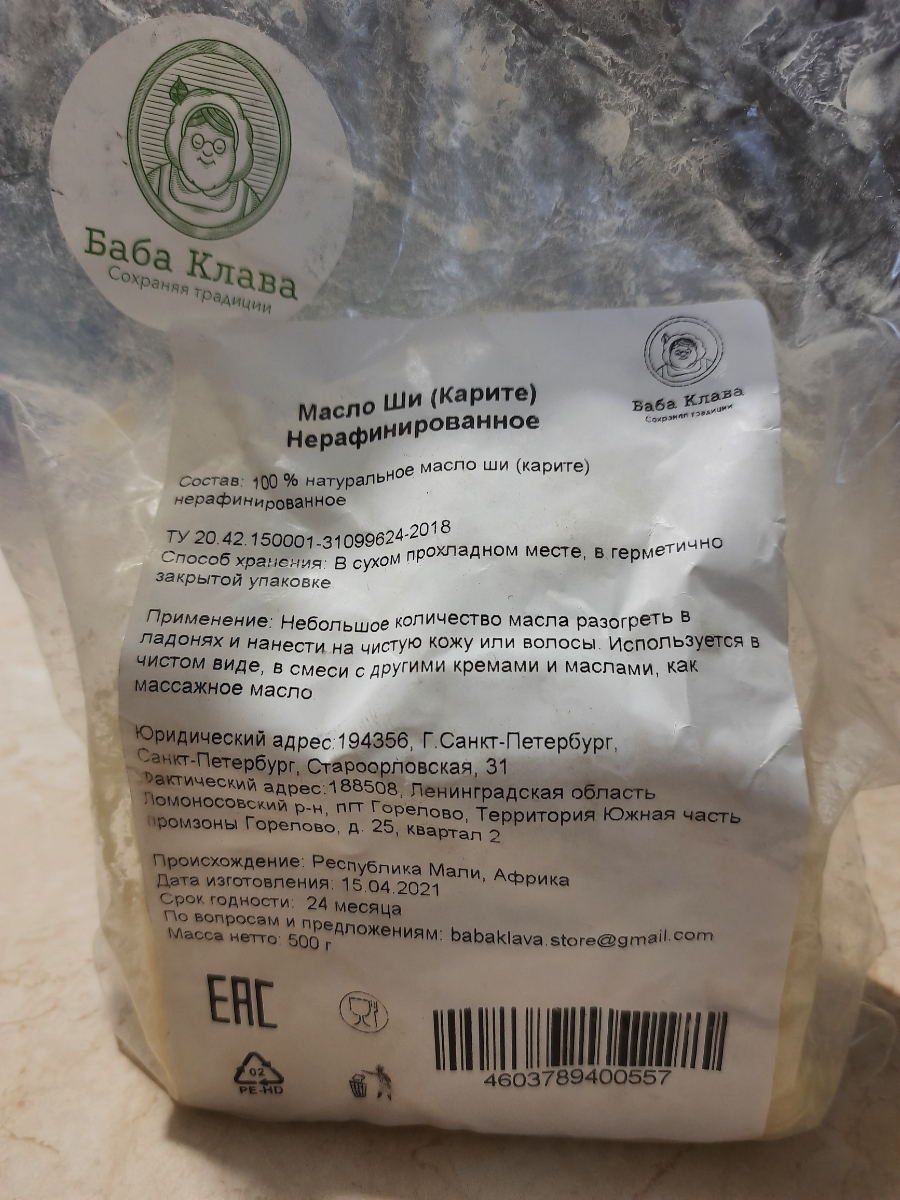 Баба Клава
Сохраняя традиции
Баба Клава
Сохраняя традиции
Масло Ши (Карите)
Нерафинированное
Состав: 100 % натуральное масло ши (карите)
нерафинированное
ТУ 20.42.150001-31099624-2018
Способ хранения: В сухом прохладном месте, в герметично
закрытой упаковке
Применение: Небольшое количество масла разогреть в
ладонях и нанести на чистую кожу или волосы. Используется в
чистом виде, в смеси с другими кремами и маслами, как
массажное масло
Юридический адрес:194356, Г.Санкт-Петербург,
Санкт-Петербург, Староорловская, 31
Фактический адрес:188508, Ленинградская область
Ломоносовский р-н, пгт Горелово, Территория Южная часть
промзоны Горелово, д. 25, квартал 2
Происхождение: Республика Мали, Африка
Дата изготовления: 15.04.2021
Срок годности: 24 месяца
По вопросам и предложениям: babaklava.store@gmail.com
Масса нетто: 500 г
EAC
02
PE-HD
4603789400557